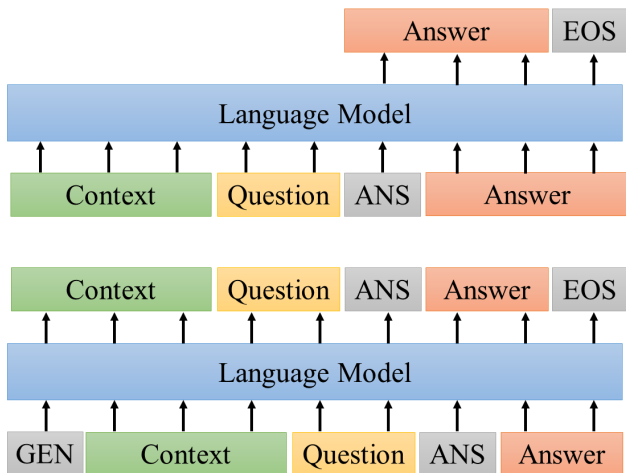 Answer EOS
Language Model
Context Question ANS Answer
Context Question ANS Answer EOS
Language Model
GEN Context Question ANS Answer